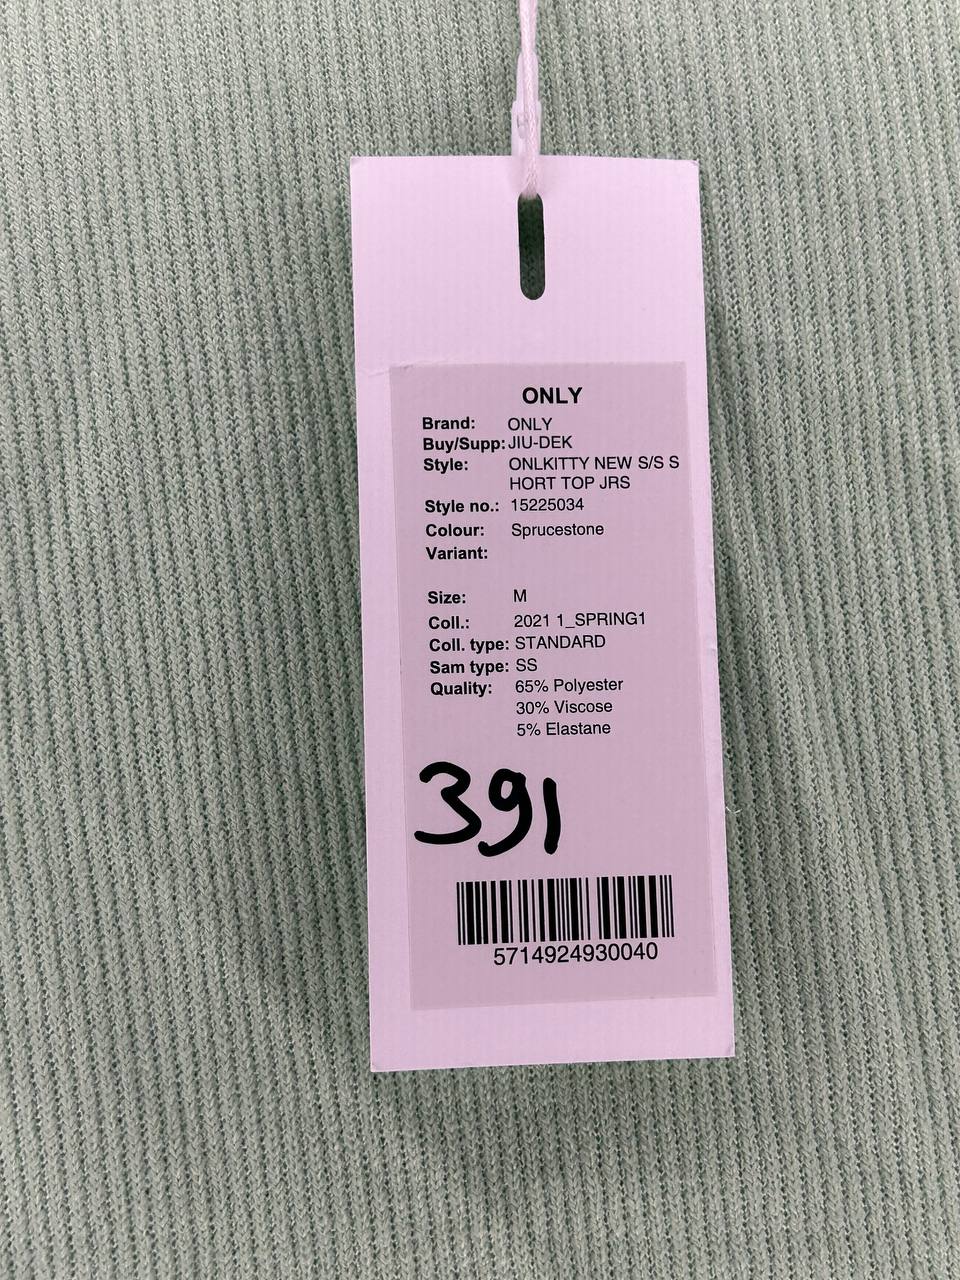 ONLY
Brand: ONLY
Buy/Supp: JIU-DEK
Style: ONLKITTY NEW S/S S
HORT TOP JRS
Style no.: 15225034
Colour: Sprucestone
Variant:
Size: M
Coll.: 2021 1_SPRING1
Coll. type: STANDARD
Sam type: SS
Quality: 65% Polyester
30% Viscose
5% Elastane
391
5714924930040